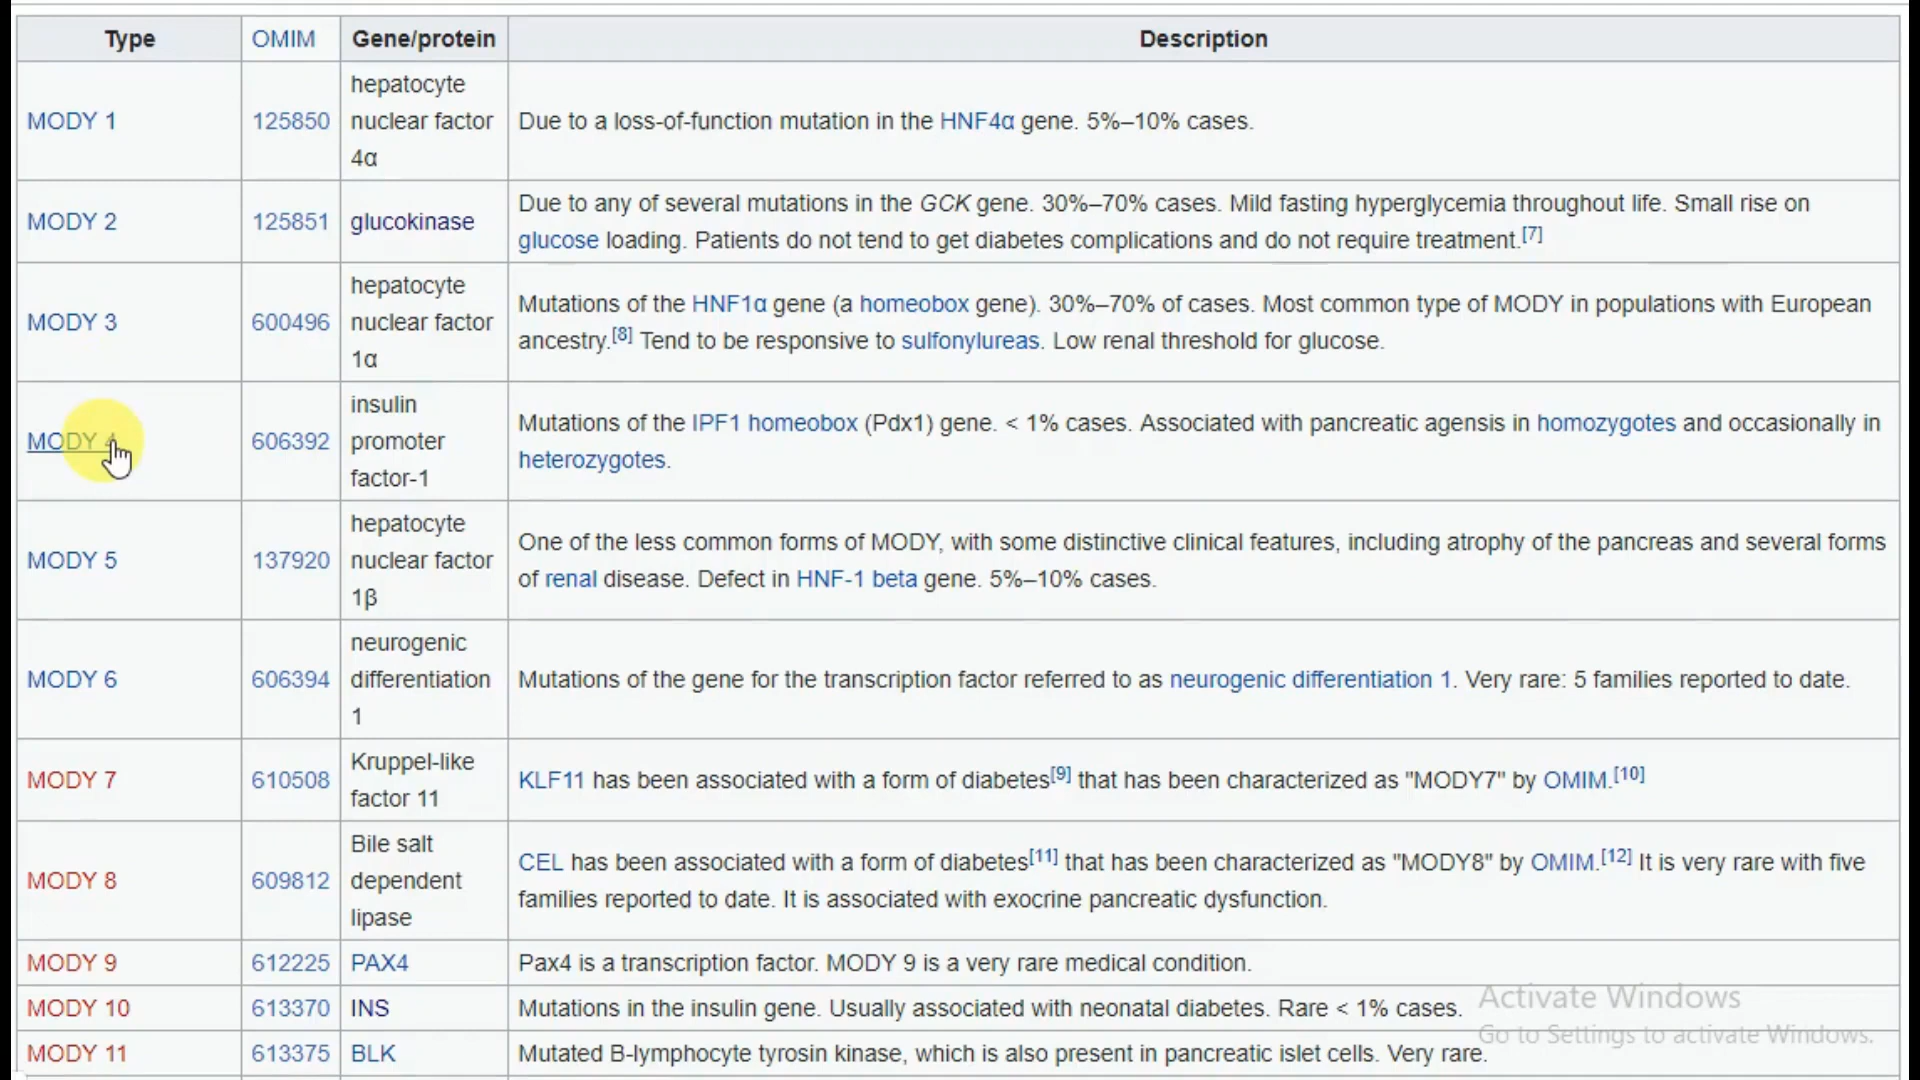 Type OMIM Gene/protein Description
hepatocyte
MODY 1 125850 nuclear factor Due to a loss-of-function mutation in the HNF4α gene. 5%–10% cases.
4α
Due to any of several mutations in the GCK gene. 30%–70% cases. Mild fasting hyperglycemia throughout life. Small rise on
MODY 2 125851 glucokinase
glucose loading. Patients do not tend to get diabetes complications and do not require treatment.[7]
hepatocyte
Mutations of the HNF1α gene (a homeobox gene). 30%–70% of cases. Most common type of MODY in populations with European
MODY 3 600496 nuclear factor
ancestry.[8] Tend to be responsive to sulfonylureas. Low renal threshold for glucose.
1α
insulin
Mutations of the IPF1 homeobox (Pdx1) gene. < 1% cases. Associated with pancreatic agensis in homozygotes and occasionally in
MODY 4 606392 promoter
heterozygotes.
factor-1
hepatocyte
One of the less common forms of MODY, with some distinctive clinical features, including atrophy of the pancreas and several forms
MODY 5 137920 nuclear factor
of renal disease. Defect in HNF-1 beta gene. 5%–10% cases.
1β
neurogenic
MODY 6 606394 differentiation Mutations of the gene for the transcription factor referred to as neurogenic differentiation 1. Very rare: 5 families reported to date.
1
Kruppel-like
MODY 7 610508 KLF11 has been associated with a form of diabetes[9] that has been characterized as "MODY7" by OMIM.[10]
factor 11
Bile salt
CEL has been associated with a form of diabetes[11] that has been characterized as "MODY8" by OMIM.[12] It is very rare with five
MODY 8 609812 dependent
families reported to date. It is associated with exocrine pancreatic dysfunction.
lipase
MODY 9 612225 PAX4 Pax4 is a transcription factor. MODY 9 is a very rare medical condition.
MODY 10 613370 INS Mutations in the insulin gene. Usually associated with neonatal diabetes. Rare < 1% cases.
MODY 11 613375 BLK Mutated B-lymphocyte tyrosin kinase, which is also present in pancreatic islet cells. Very rare.
Activate Windows
Go to Settings to activate Windows.